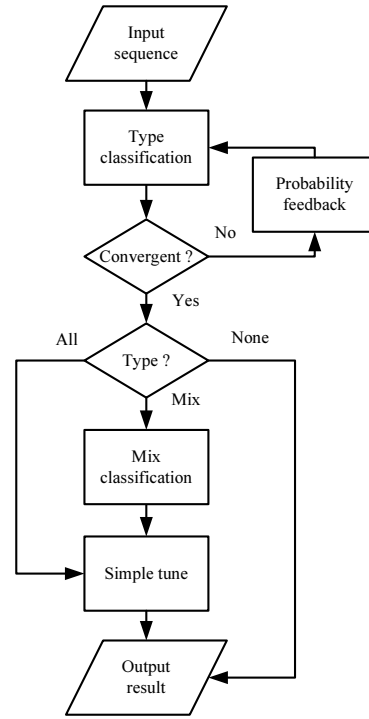 Input
sequence
Type
classification
Probability
feedback
No
Convergent ?
Yes
All
Type ?
None
Mix
Mix
classification
Simple tune
Output
result